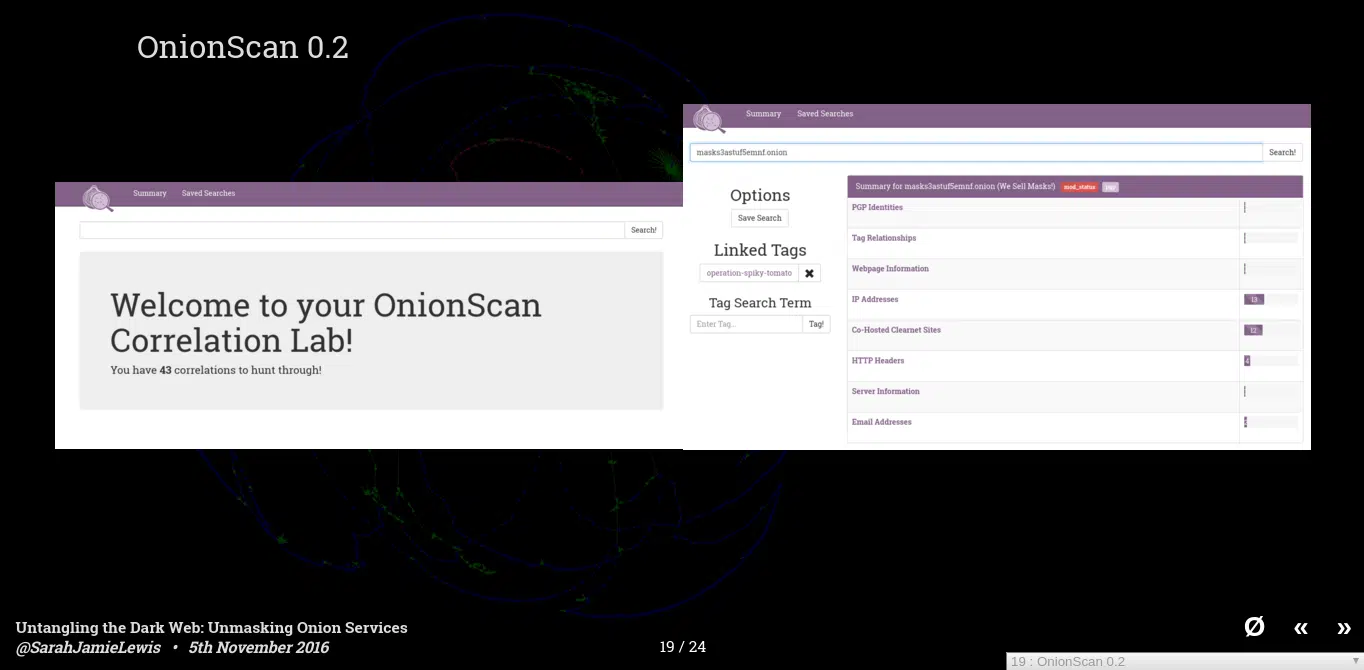 OnionScan 0.2
Summary Saved Searches
Search!
Welcome to your OnionScan
Correlation Lab!
You have 43 correlations to hunt through!
Summary Saved Searches
masks3astuf5emnf.onion Search!
Options
Save Search
Linked Tags
operation-spiky-tomato ✖
Tag Search Term
Enter Tag... Tag!
Summary for masks3astuf5emnf.onion (We Sell Masks!) mod_status pgp
PGP Identities
Tag Relationships
Webpage Information
IP Addresses 13
Co-Hosted Clearnet Sites 12
HTTP Headers 4
Server Information
Email Addresses
Untangling the Dark Web: Unmasking Onion Services
@SarahJamieLewis • 5th November 2016
19 / 24
Ø « »
19 : OnionScan 0.2